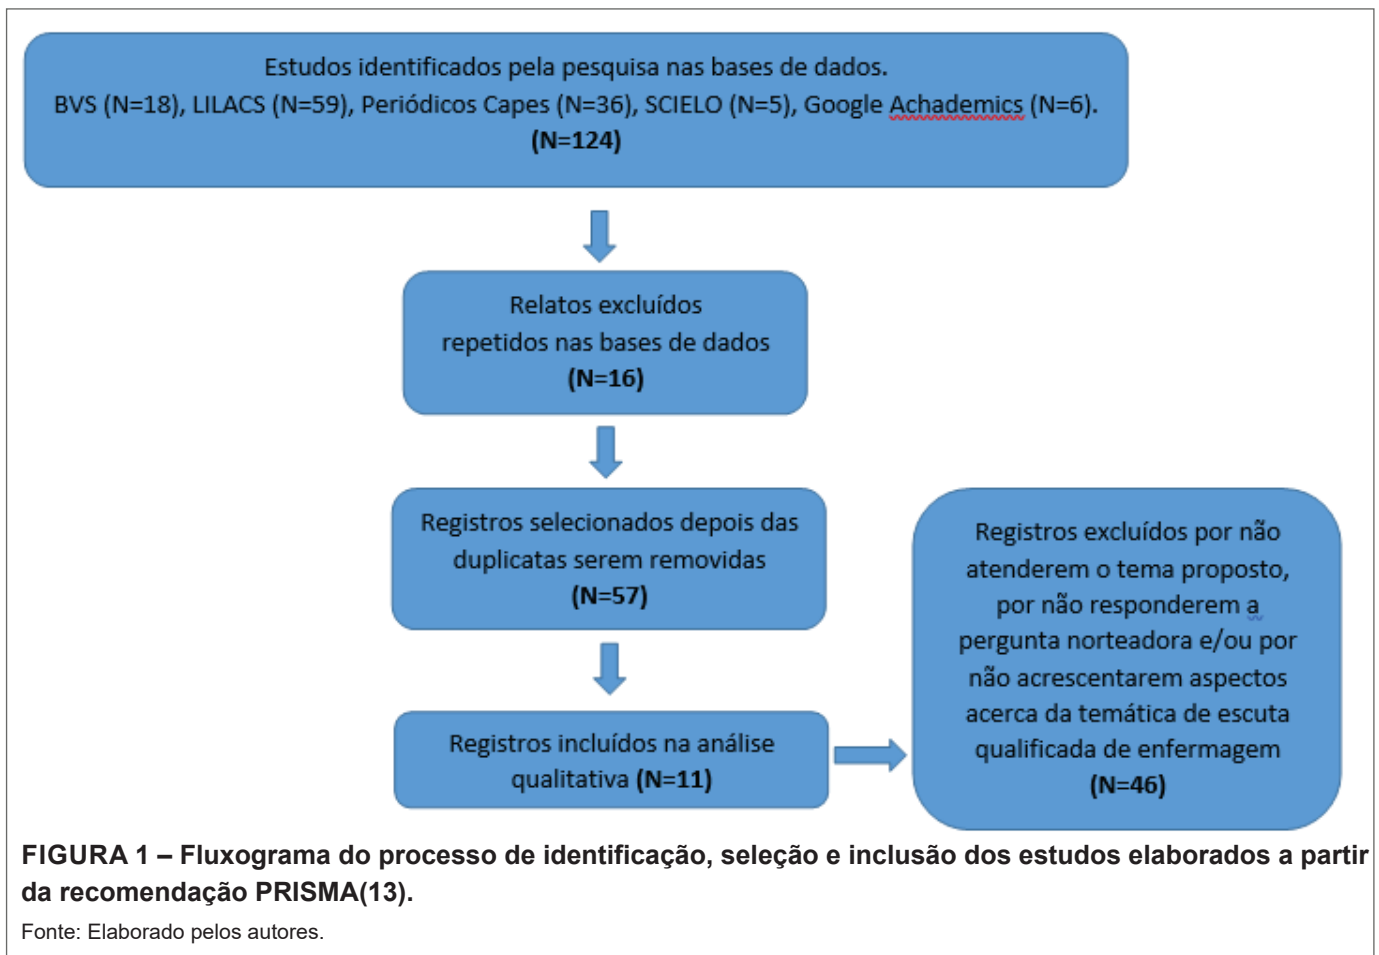 Estudos identificados pela pesquisa nas bases de dados.
BVS (N=18), LILACS (N=59), Periódicos Capes (N=36), SCIELO (N=5), Google Achademics (N=6).
(N=124)
Relatos excluídos
repetidos nas bases de dados
(N=16)
Registros selecionados depois das
duplicatas serem removidas
(N=57)
Registros incluídos na análise
qualitativa (N=11)
Registros excluídos por não
atenderem o tema proposto,
por não responderem a
pergunta norteadora e/ou por
não acrescentarem aspectos
acerca da temática de escuta
qualificada de enfermagem
(N=46)
FIGURA 1 – Fluxograma do processo de identificação, seleção e inclusão dos estudos elaborados a partir
da recomendação PRISMA(13).
Fonte: Elaborado pelos autores.